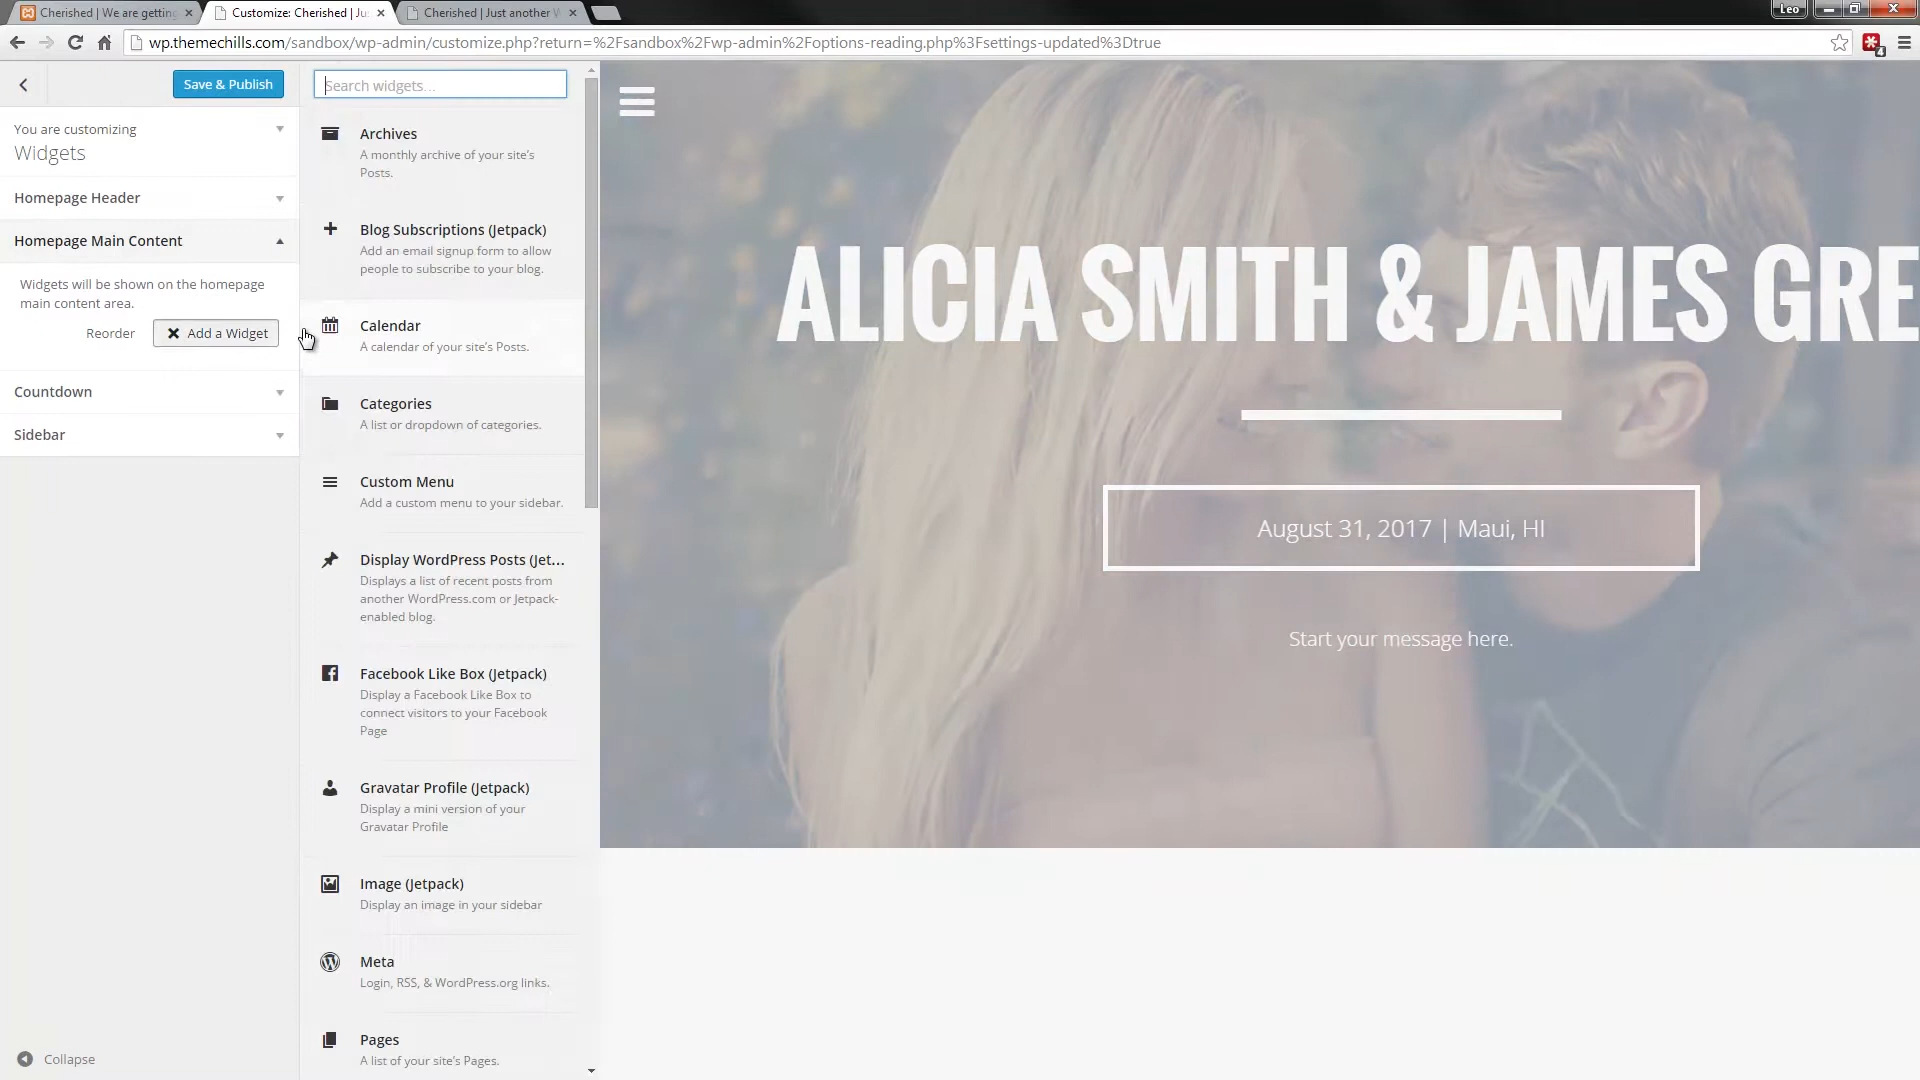 Cherished | We are getting
Customize: Cherished | Ju
Cherished | Just another W
Leo
wp.themechills.com/sandbox/wp-admin/customize.php?return=%2Fsandbox%2Fwp-admin%2Foptions-reading.php%3Fsettings-updated%3Dtrue
4
Save & Publish
You are customizing
Widgets
Homepage Header
Homepage Main Content
Widgets will be shown on the homepage
main content area.
Reorder
Add a Widget
Countdown
Sidebar
Collapse
Search widgets...
Archives
A monthly archive of your site's
Posts.
Blog Subscriptions (Jetpack)
Add an email signup form to allow
people to subscribe to your blog.
Calendar
A calendar of your site's Posts.
Categories
A list or dropdown of categories.
Custom Menu
Add a custom menu to your sidebar.
Display WordPress Posts (Jet...
Displays a list of recent posts from
another WordPress.com or Jetpack-
enabled blog.
Facebook Like Box (Jetpack)
Display a Facebook Like Box to
connect visitors to your Facebook
Page
Gravatar Profile (Jetpack)
Display a mini version of your
Gravatar Profile
Image (Jetpack)
Display an image in your sidebar
Meta
Login, RSS, & WordPress.org links.
Pages
A list of your site's Pages.
ALICIA SMITH & JAMES GRE
August 31, 2017 | Maui, HI
Start your message here.